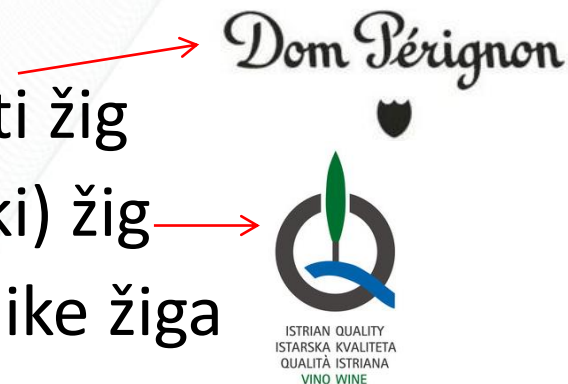 Dom Pérignon
ti žig
ki) žig
ike žiga
ISTRIAN QUALITY
ISTARSKA KVALITETA
QUALITÀ ISTRIANA
VINO WINE